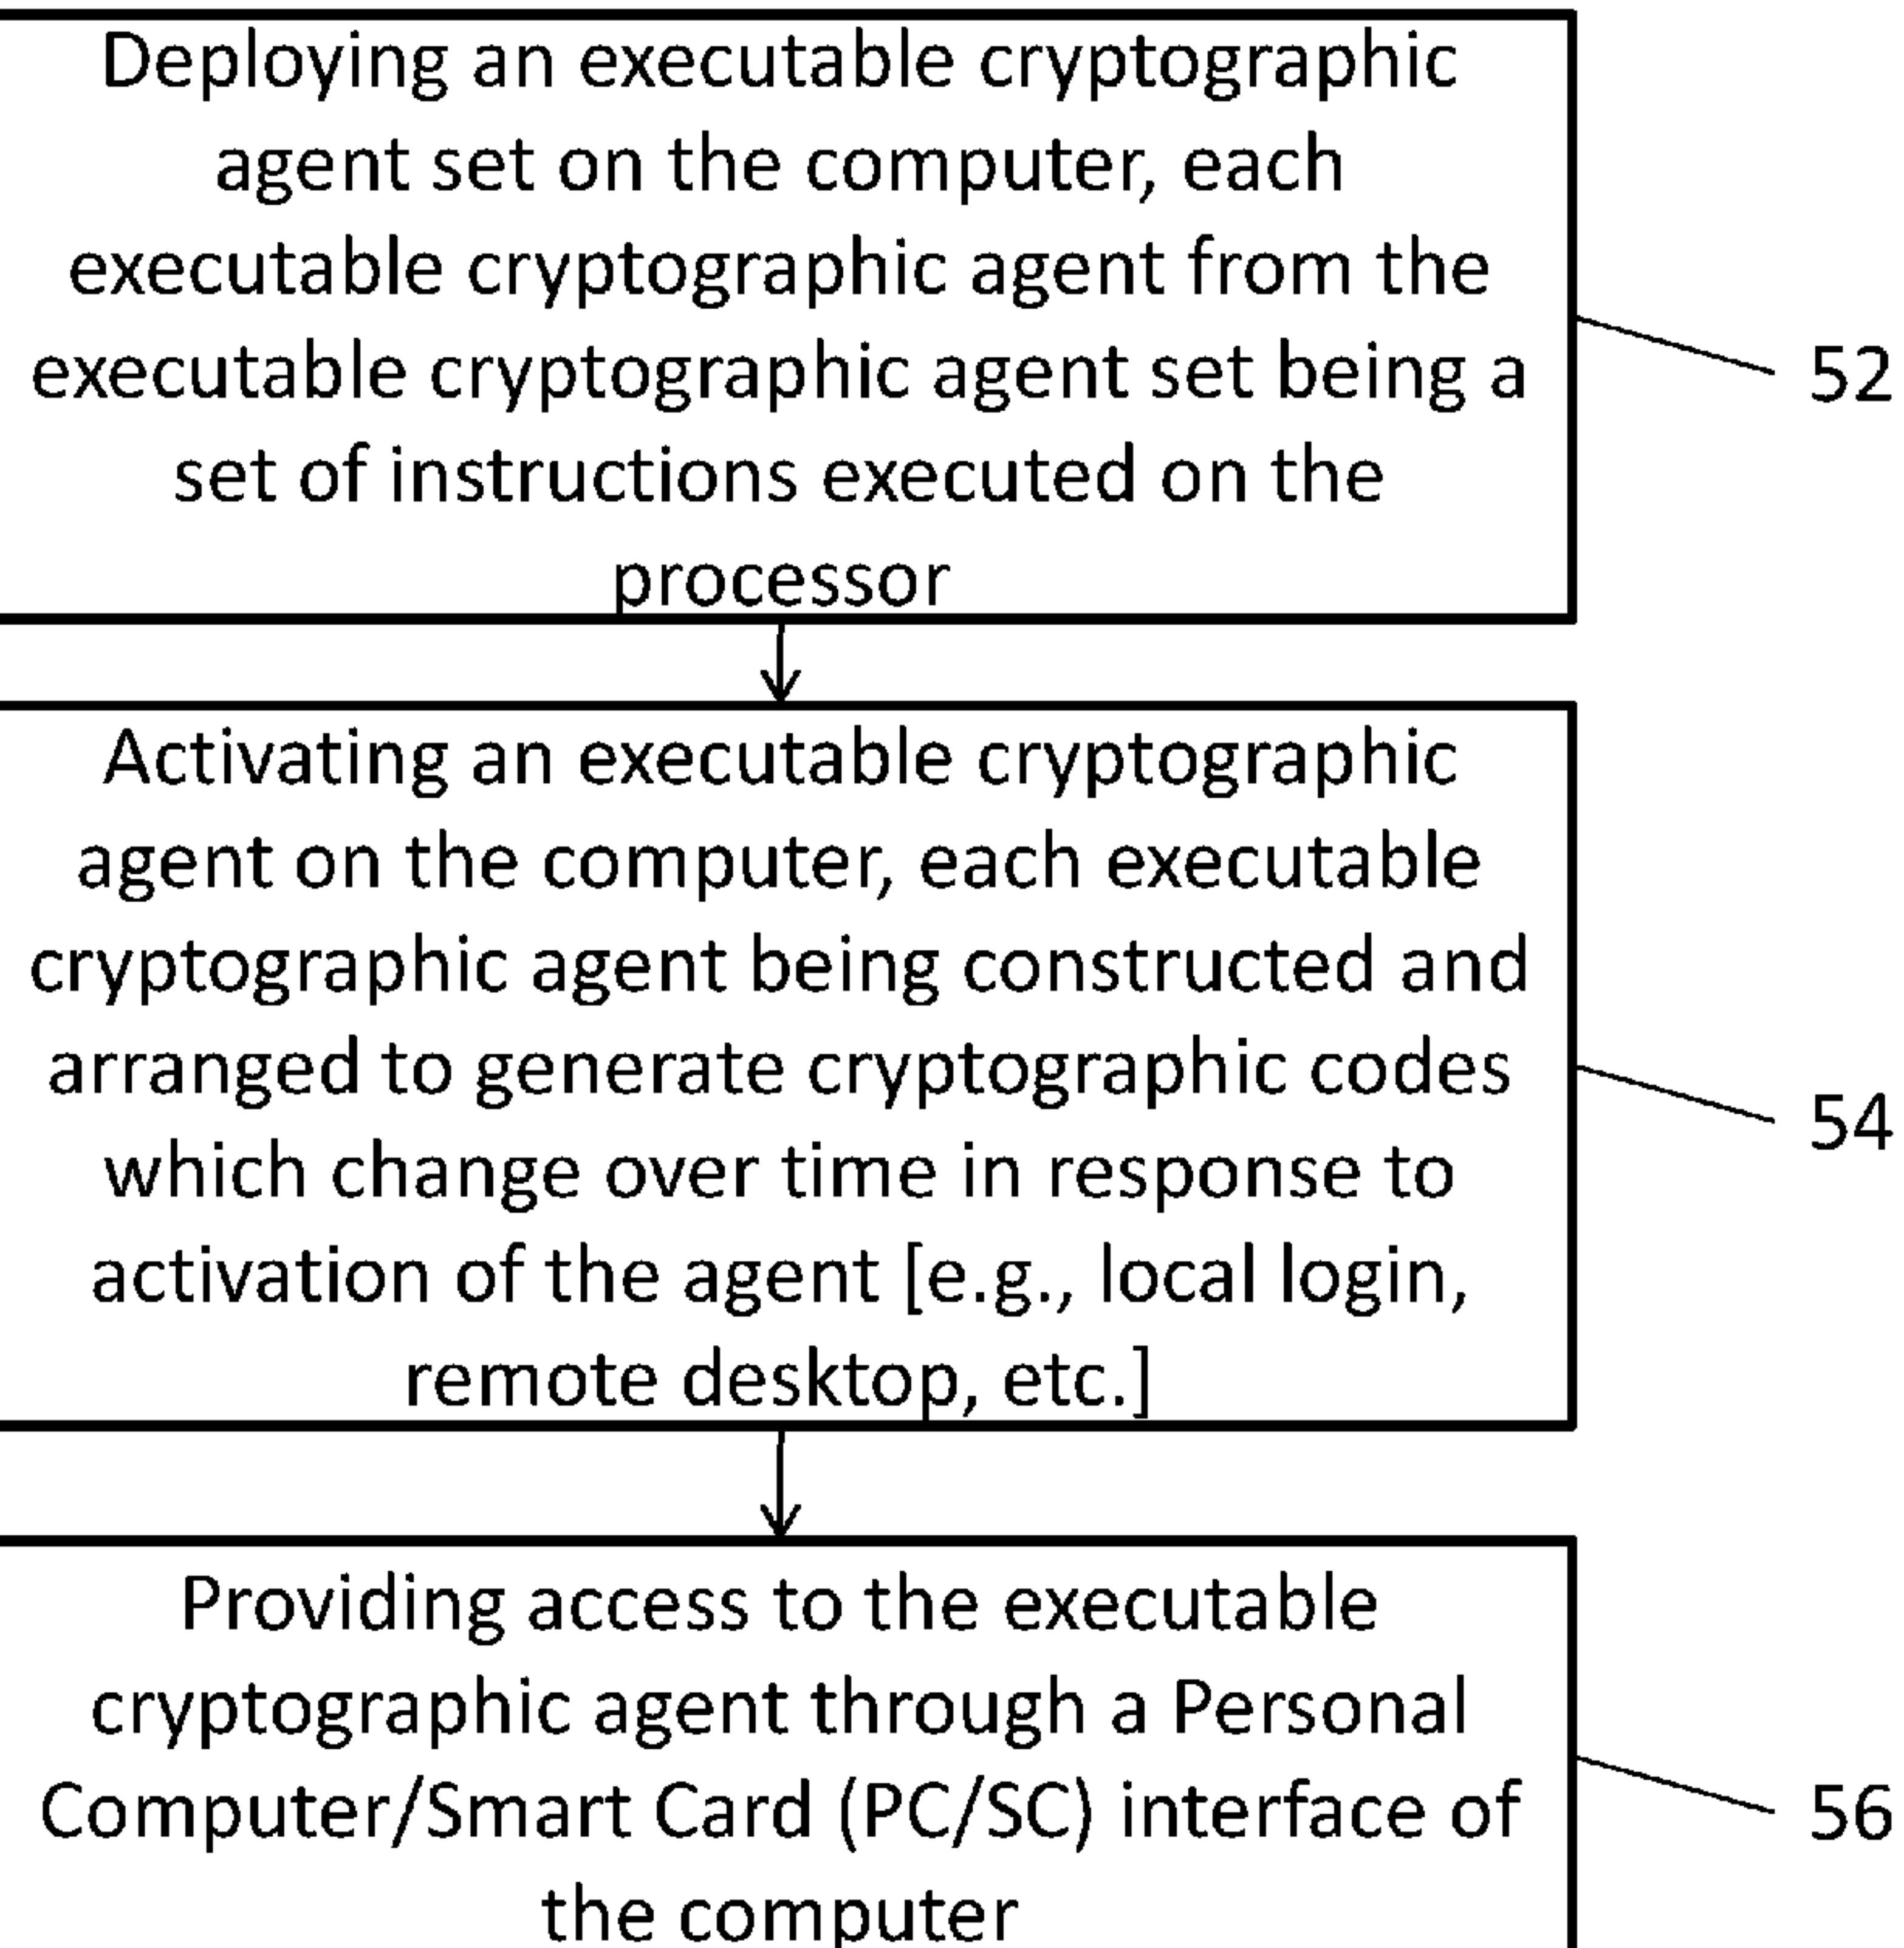 Deploying an executable cryptographic
agent set on the computer, each
executable cryptographic agent from the
executable cryptographic agent set being a
set of instructions executed on the
processor
52
Activating an executable cryptographic
agent on the computer, each executable
cryptographic agent being constructed and
arranged to generate cryptographic codes
which change over time in response to
activation of the agent [e.g., local login,
remote desktop, etc.]
54
Providing access to the executable
cryptographic agent through a Personal
Computer/Smart Card (PC/SC) interface of
the computer
56